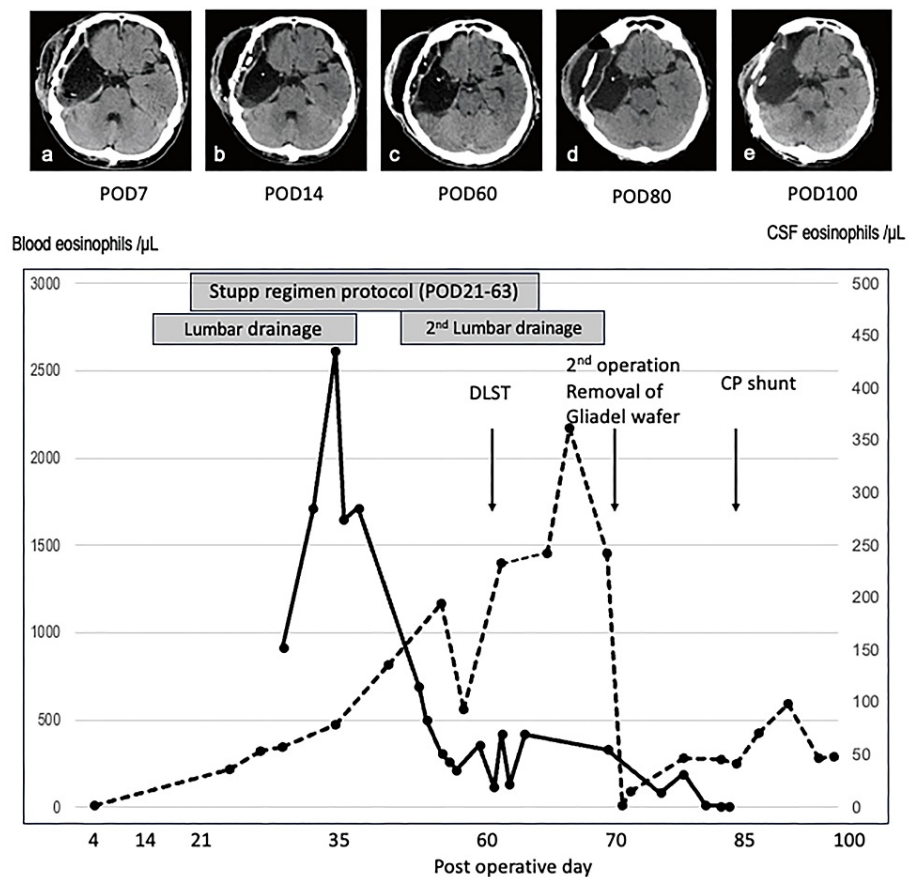 a b c d e
POD7 POD14 POD60 POD80 POD100
Blood eosinophils /µL
CSF eosinophils /µL
Stupp regimen protocol (POD21-63)
Lumbar drainage
2nd Lumbar drainage
DLST
2nd operation
Removal of
Gliadel wafer
CP shunt
3000
2500
2000
1500
1000
500
0
500
450
400
350
300
250
200
150
100
50
0
4 14 21 35 60 70 85 100
Post operative day